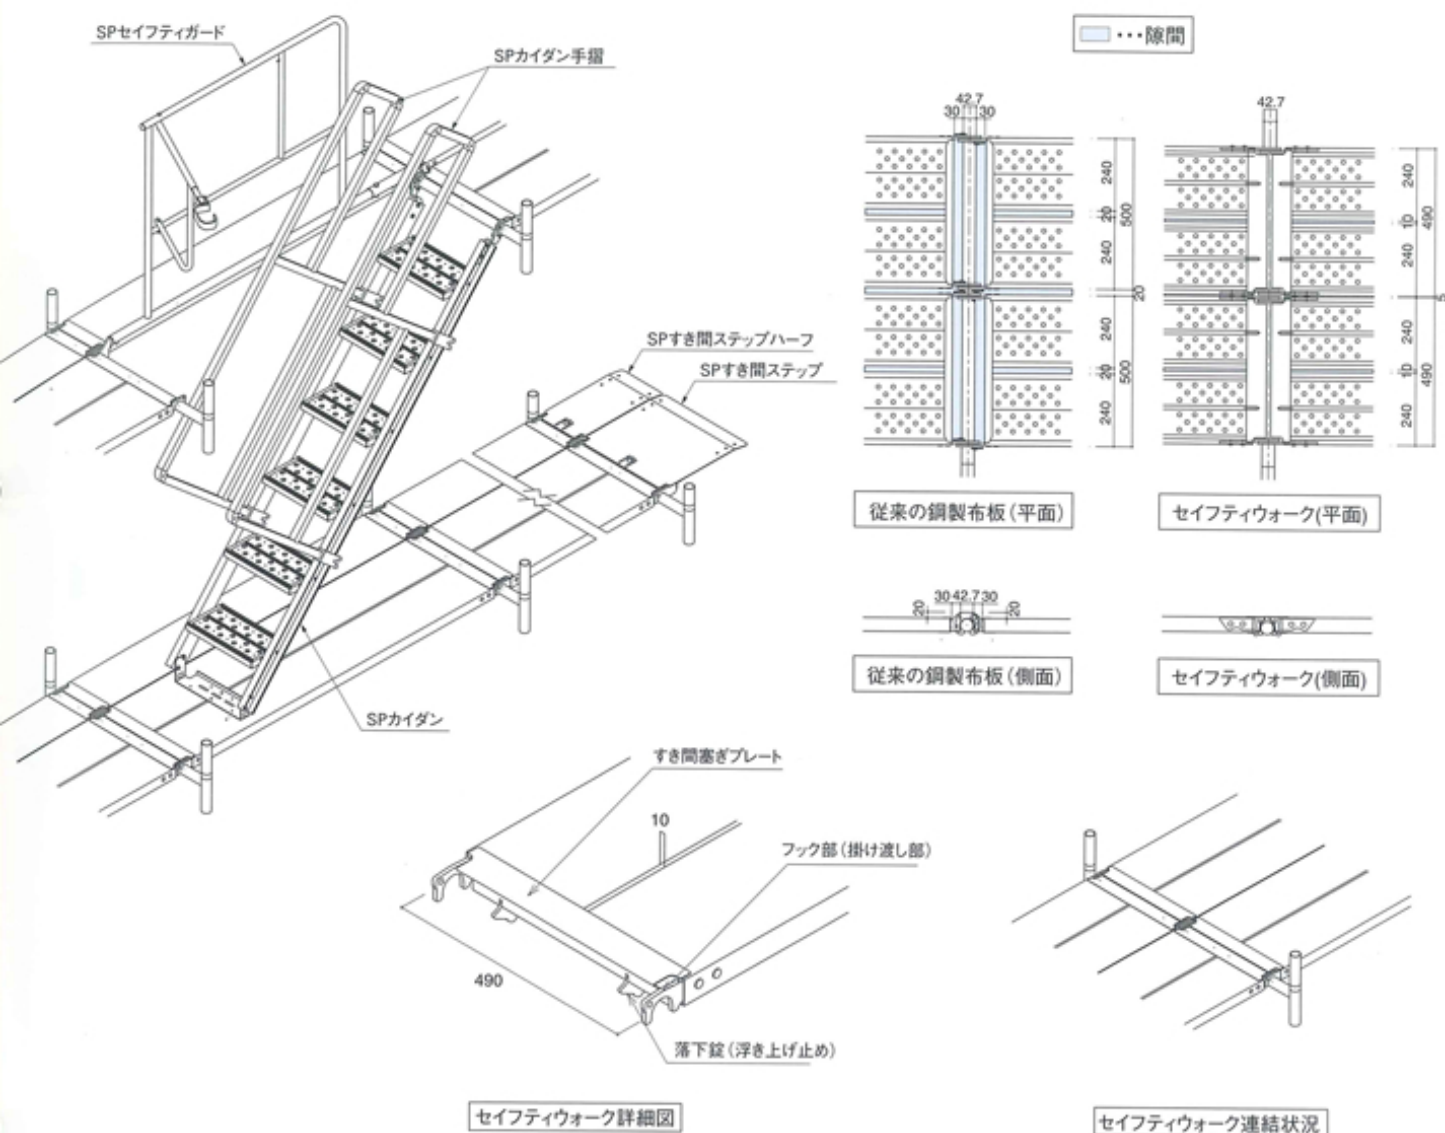 SPセイフティガード
SPカイダン手摺
SPすき間ステップハーフ
SPすき間ステップ
SPカイダン
・・・隙間
42.7
30 30
240
20
500
240
20
240
20
500
240
従来の鋼製布板(平面)
42.7
240
10
490
240
5
240
10
490
240
セイフティウォーク(平面)
20 30 42.7 30 20
従来の鋼製布板(側面)
セイフティウォーク(側面)
すき間塞ぎプレート
10
フック部(掛け渡し部)
490
落下錠(浮き上げ止め)
セイフティウォーク詳細図
セイフティウォーク連結状況